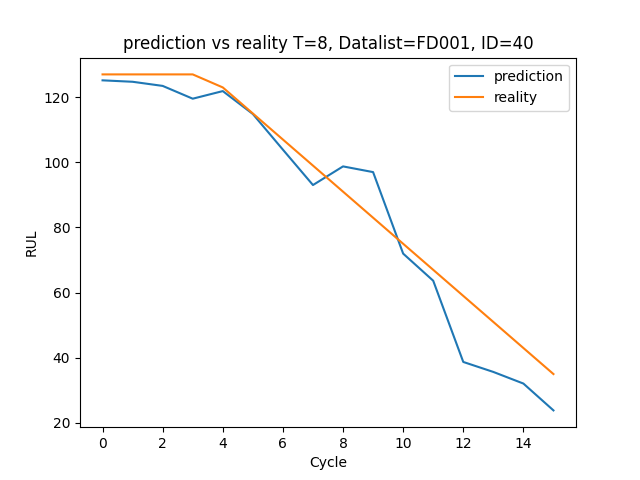 prediction vs reality T=8, Datalist=FD001, ID=40
prediction
reality
120
100
80
60
40
20
RUL
0 2 4 6 8 10 12 14
Cycle